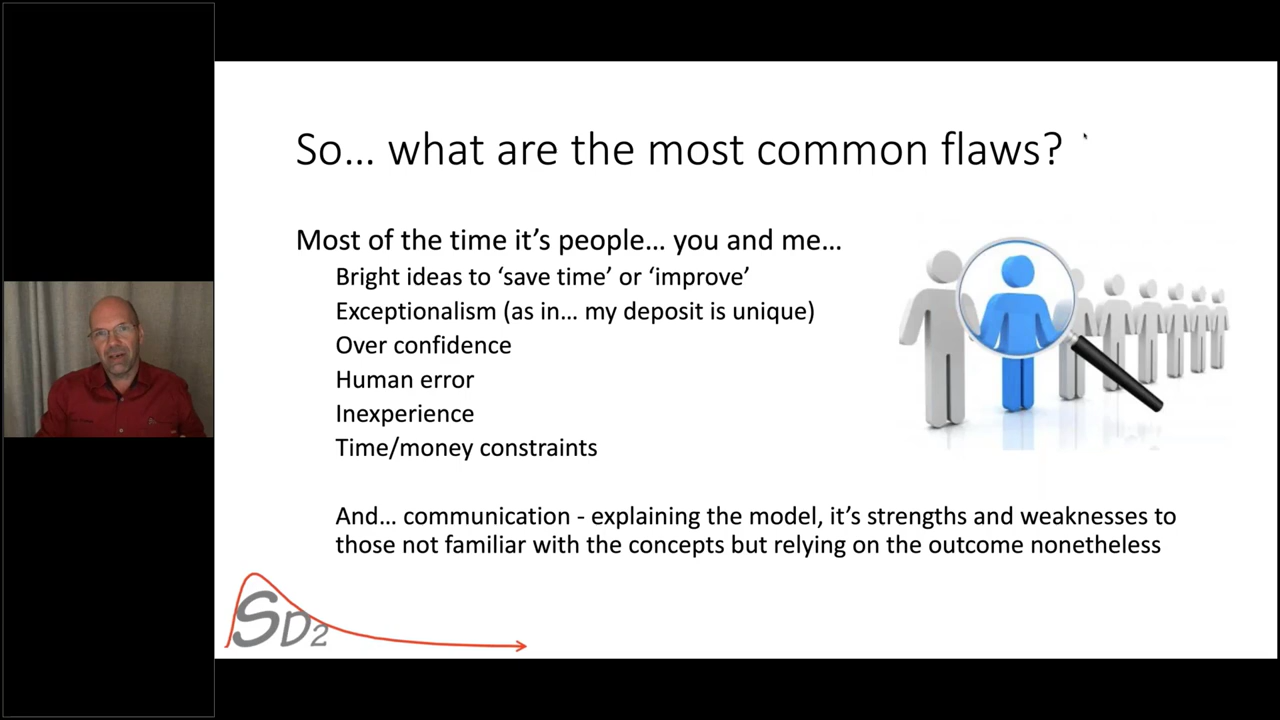 So... what are the most common flaws?
Most of the time it's people... you and me...
Bright ideas to ‘save time’ or ‘improve’
Exceptionalism (as in... my deposit is unique)
Over confidence
Human error
Inexperience
Time/money constraints
And... communication - explaining the model, it's strengths and weaknesses to
those not familiar with the concepts but relying on the outcome nonetheless
SD2